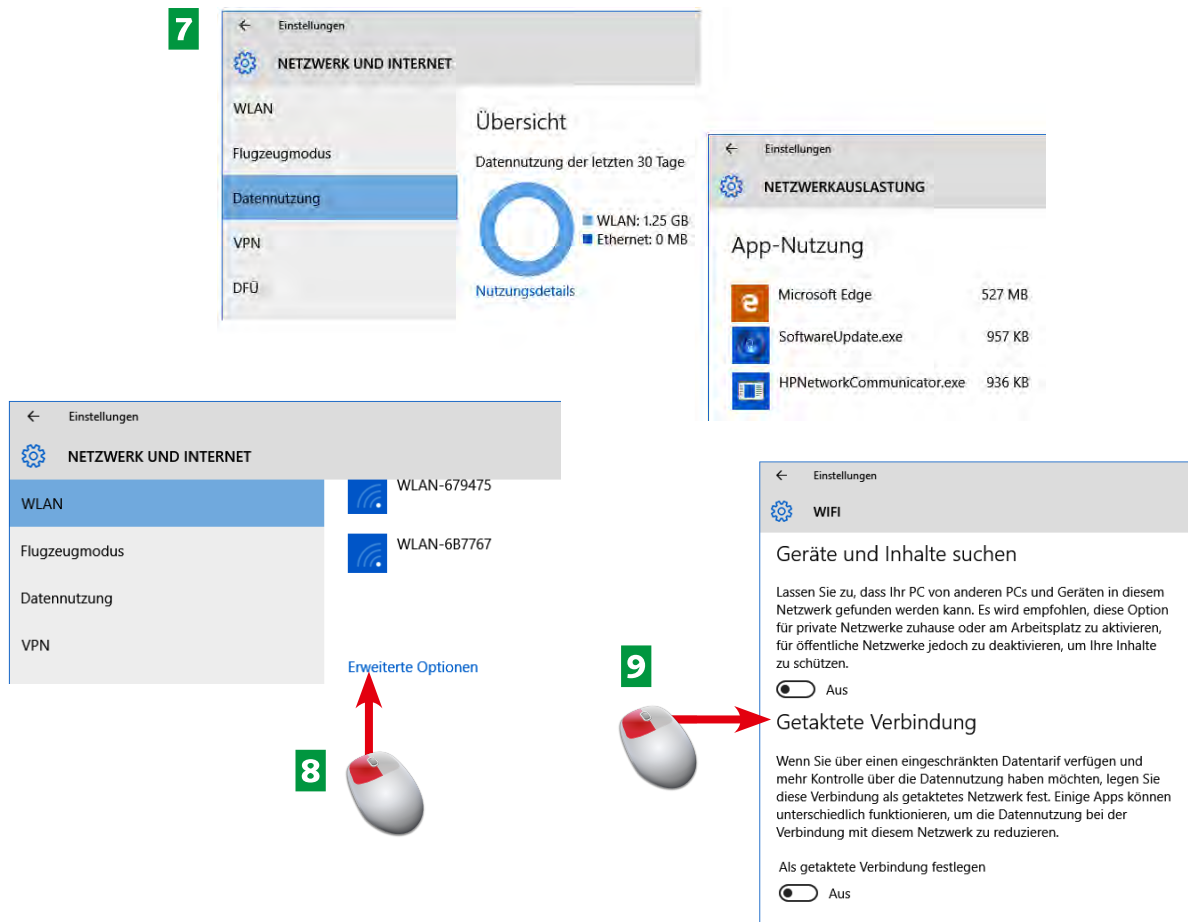 7
Einstellungen
NETZWERK UND INTERNET
WLAN
Flugzeugmodus
Datennutzung
VPN
DFÜ
Übersicht
Datennutzung der letzten 30 Tage
WLAN: 1.25 GB
Ethernet: 0 MB
Nutzungsdetails
Einstellungen
NETZWERKAUSLASTUNG
App-Nutzung
Microsoft Edge 527 MB
SoftwareUpdate.exe 957 KB
HPNetworkCommunicator.exe 936 KB
Einstellungen
NETZWERK UND INTERNET
WLAN
Flugzeugmodus
Datennutzung
VPN
WLAN-679475
WLAN-6B7767
Erweiterte Optionen
8
9
Einstellungen
WIFI
Geräte und Inhalte suchen
Lassen Sie zu, dass Ihr PC von anderen PCs und Geräten in diesem
Netzwerk gefunden werden kann. Es wird empfohlen, diese Option
für private Netzwerke zuhause oder am Arbeitsplatz zu aktivieren,
für öffentliche Netzwerke jedoch zu deaktivieren, um Ihre Inhalte
zu schützen.
Aus
Getaktete Verbindung
Wenn Sie über einen eingeschränkten Datentarif verfügen und
mehr Kontrolle über die Datennutzung haben möchten, legen Sie
diese Verbindung als getaktetes Netzwerk fest. Einige Apps können
unterschiedlich funktionieren, um die Datennutzung bei der
Verbindung mit diesem Netzwerk zu reduzieren.
Als getaktete Verbindung festlegen
Aus